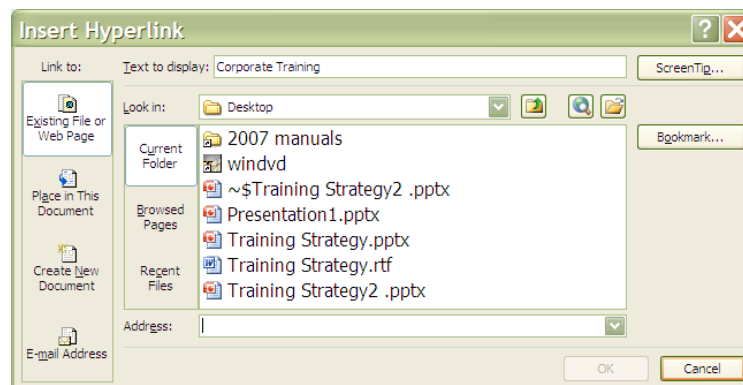 Insert Hyperlink
Link to:
Text to display: Corporate Training
ScreenTip...
Existing File or
Web Page
Look in: Desktop
Bookmark...
Current
Folder
2007 manuals
windvd
~$Training Strategy2 .pptx
Presentation1.pptx
Training Strategy.pptx
Training Strategy.rtf
Training Strategy2 .pptx
Place in This
Document
Browsed
Pages
Create New
Document
Recent
Files
E-mail Address
Address:
OK
Cancel